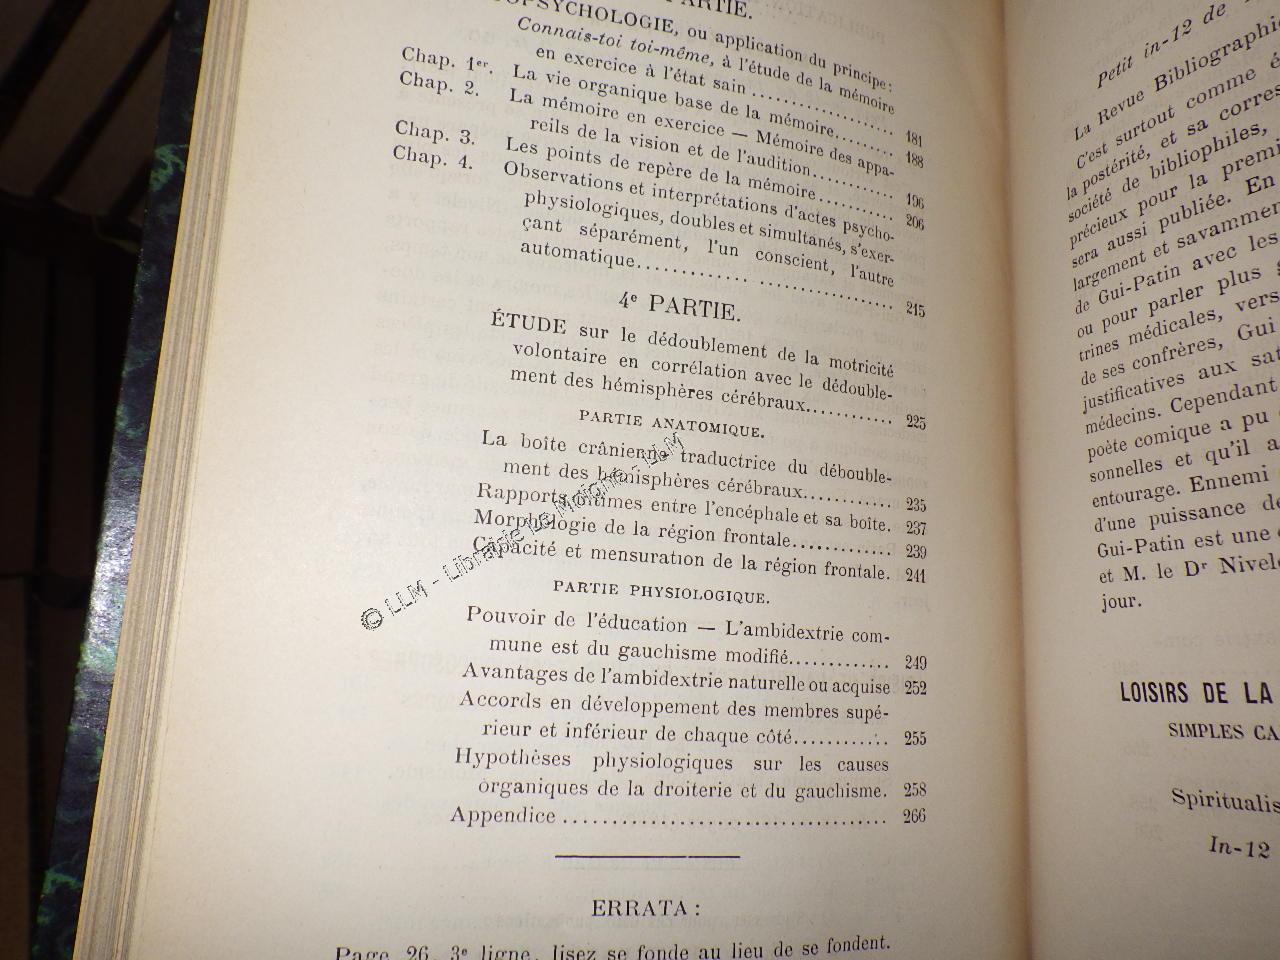 PARTIE.
OPSYCHOLOGIE, ou application du principe:
Connais-toi toi-même, à l'étude de la mémoire
en exercice à l'état sain .................. 181
Chap. 1er. La vie organique base de la mémoire........ 188
Chap. 2. La mémoire en exercice — Mémoire des appa-
reils de la vision et de l'audition........... 196
Chap. 3. Les points de repère de la mémoire.......... 206
Chap. 4. Observations et interprétations d'actes psycho-
physiologiques, doubles et simultanés, s'exer-
çant séparément, l'un conscient, l'autre
automatique............................ 215
4e PARTIE.
ÉTUDE sur le dédoublement de la motricité
volontaire en corrélation avec le dédouble-
ment des hémisphères cérébraux........... 225
PARTIE ANATOMIQUE.
La boîte crânienne traductrice du débouble-
ment des hémisphères cérébraux........... 235
Rapports intimes entre l'encéphale et sa boîte. 237
Morphologie de la région frontale............ 239
Capacité et mensuration de la région frontale. 241
PARTIE PHYSIOLOGIQUE.
Pouvoir de l'éducation — L'ambidextrie com-
mune est du gauchisme modifié............. 249
Avantages de l'ambidextrie naturelle ou acquise 252
Accords en développement des membres supé-
rieur et inférieur de chaque côté............ 255
Hypothèses physiologiques sur les causes
organiques de la droiterie et du gauchisme. 258
Appendice ................................. 266
ERRATA :
Page 26, 3e ligne, lisez se fonde au lieu de se fondent.
© LLM - Librairie Le Moigne - LLM
Petit in-12 de
La Revue Bibliographi
C'est surtout comme é
la postérité, et sa corres
société de bibliophiles,
précieux pour la premi
sera aussi publiée. En
largement et savammen
de Gui-Patin avec les
ou pour parler plus
trines médicales, vers
de ses confrères, Gui
justificatives aux sat
médecins. Cependant
poète comique a pu
sonnelles et qu'il a
entourage. Ennemi
d'une puissance de
Gui-Patin est une
et M. le Dr Nivele
jour.
LOISIRS DE LA
SIMPLES CA
Spiritualis
In-12